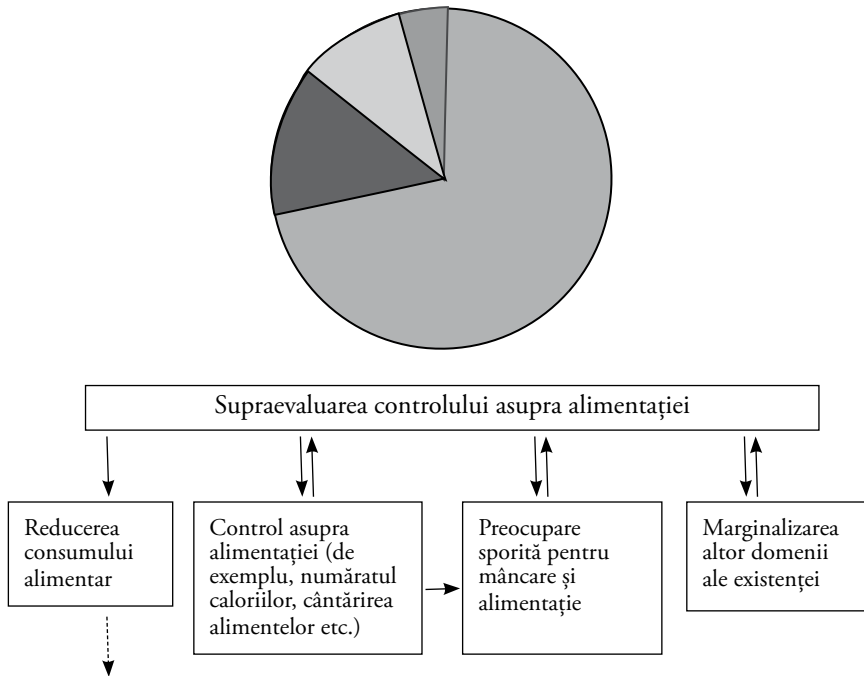 Supraevaluarea controlului asupra alimentației
Reducerea
consumului
alimentar
Control asupra
alimentației (de
exemplu, număratul
caloriilor, cântărirea
alimentelor etc.)
Preocupare
sporită pentru
mâncare și
alimentație
Marginalizarea
altor domenii
ale existenței